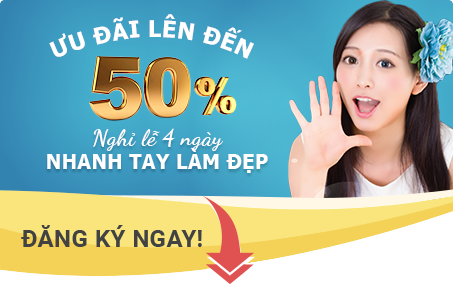 ƯU ĐÃI LÊN ĐẾN
50%
Nghỉ lễ 4 ngày
NHANH TAY LÀM ĐẸP
ĐĂNG KÝ NGAY!